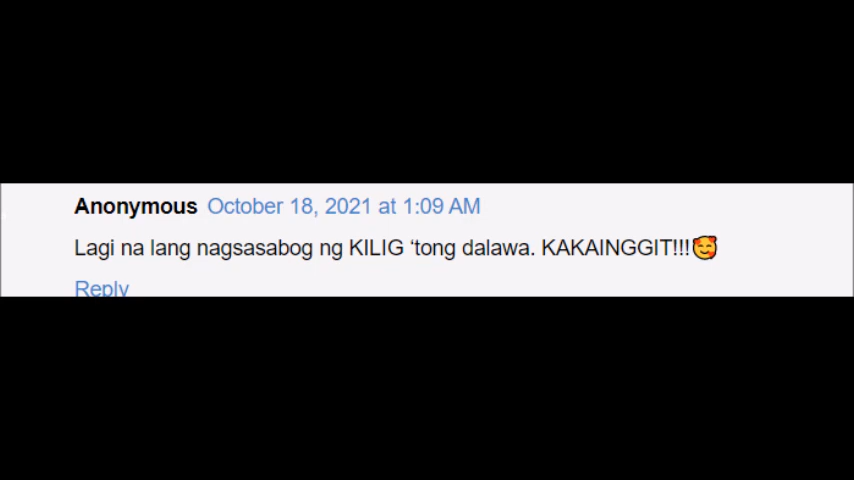 Anonymous October 18, 2021 at 1:09 AM
Lagi na lang nagsasabog ng KILIG ‘tong dalawa. KAKAINGGIT!!!🥰
Reply